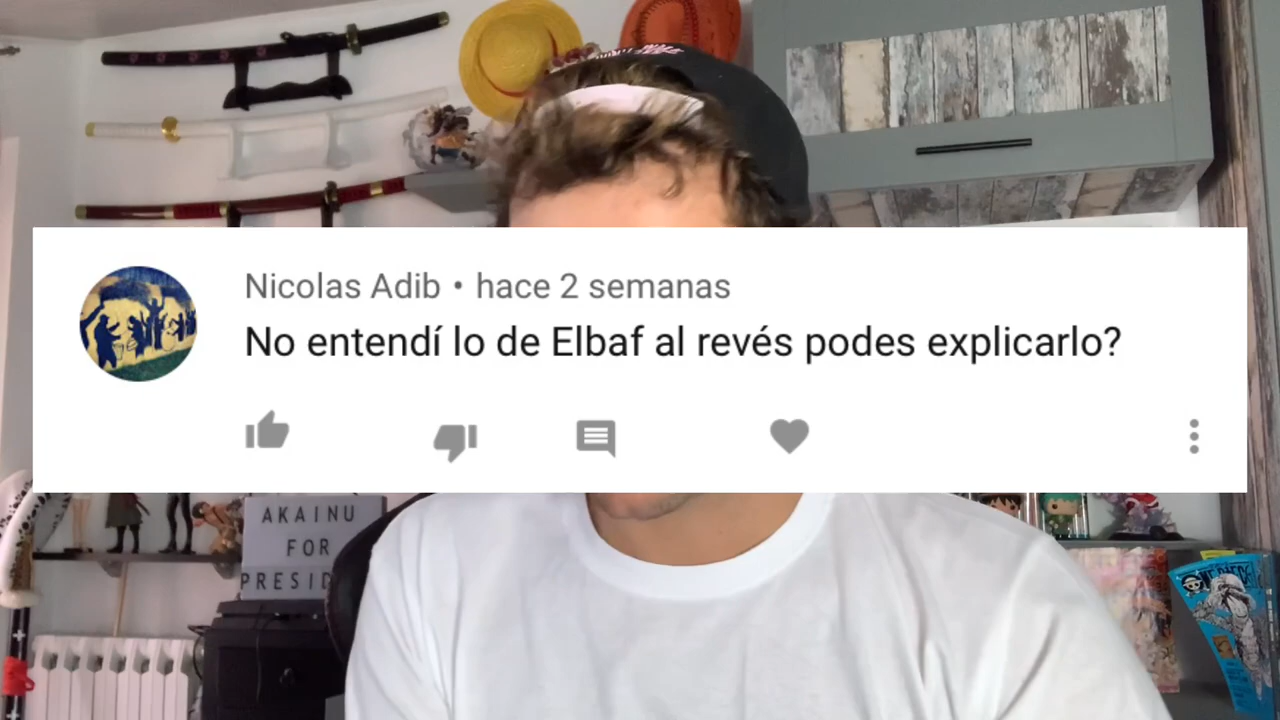 Nicolas Adib • hace 2 semanas
No entendí lo de Elbaf al revés podes explicarlo?
AKAINU
FOR
PRESID